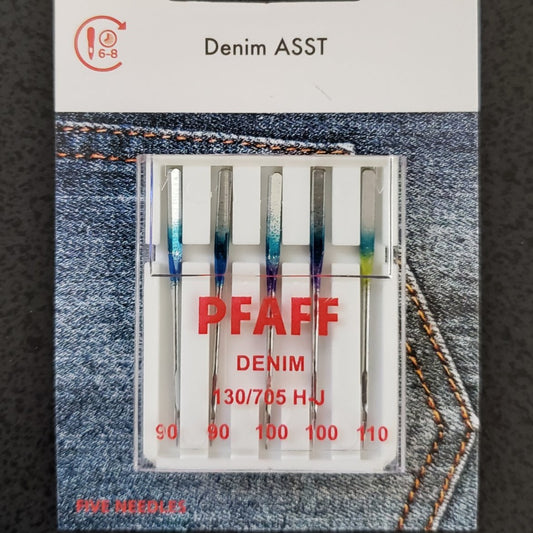 6-8
Denim ASST
PFAFF
DENIM
130/705 H-J
90 90 100 100 110
FIVE NEEDLES